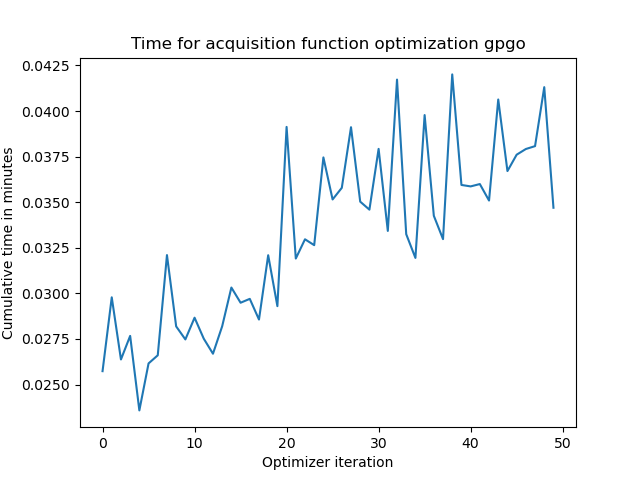 Time for acquisition function optimization gpgo
0.0425
0.0400
0.0375
0.0350
0.0325
0.0300
0.0275
0.0250
Cumulative time in minutes
0 10 20 30 40 50
Optimizer iteration